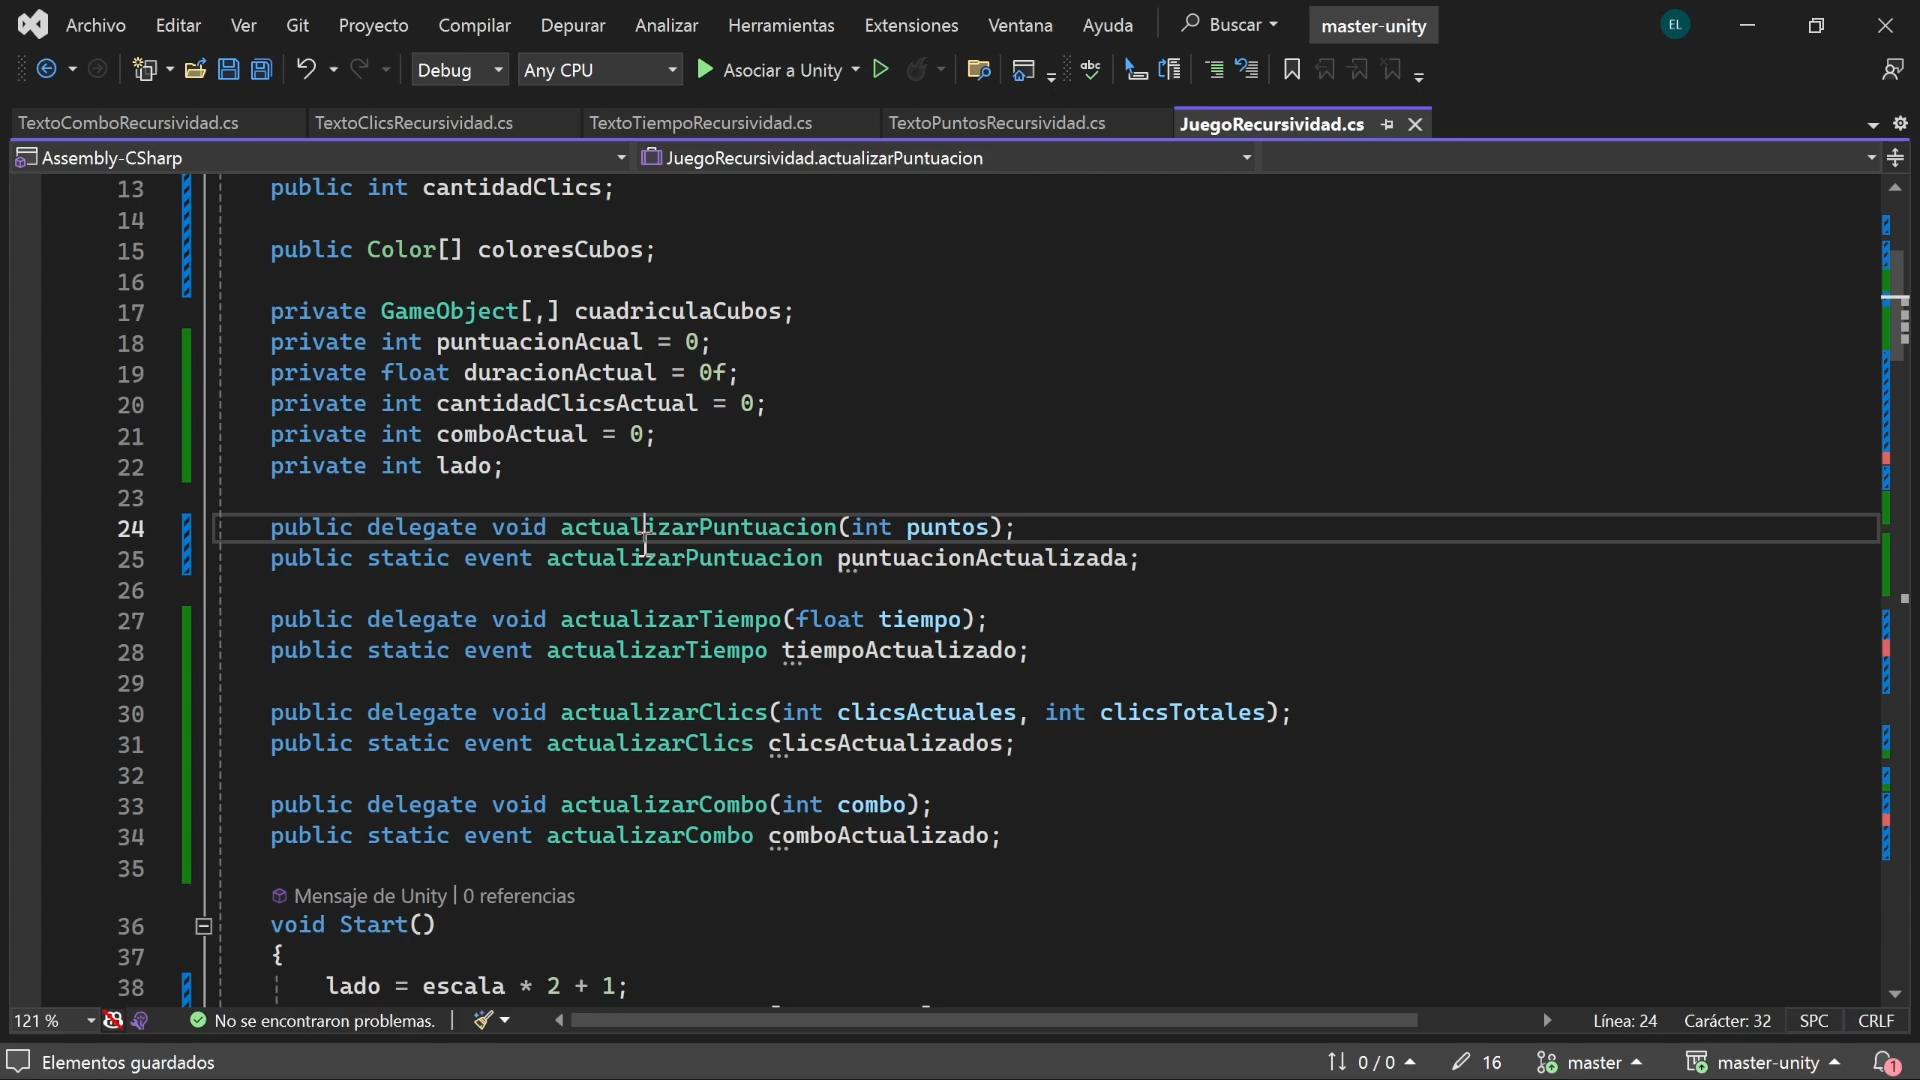 Archivo Editar Ver Git Proyecto Compilar Depurar Analizar Herramientas Extensiones Ventana Ayuda Buscar master-unity EL
Debug Any CPU Asociar a Unity abc
TextoComboRecursividad.cs TextoClicsRecursividad.cs TextoTiempoRecursividad.cs TextoPuntosRecursividad.cs JuegoRecursividad.cs
Assembly-CSharp JuegoRecursividad.actualizarPuntuacion
13 public int cantidadClics;
14
15 public Color[] coloresCubos;
16
17 private GameObject[,] cuadriculaCubos;
18 private int puntuacionAcual = 0;
19 private float duracionActual = 0f;
20 private int cantidadClicsActual = 0;
21 private int comboActual = 0;
22 private int lado;
23
24 public delegate void actualizarPuntuacion(int puntos);
25 public static event actualizarPuntuacion puntuacionActualizada;
26
27 public delegate void actualizarTiempo(float tiempo);
28 public static event actualizarTiempo tiempoActualizado;
29
30 public delegate void actualizarClics(int clicsActuales, int clicsTotales);
31 public static event actualizarClics clicsActualizados;
32
33 public delegate void actualizarCombo(int combo);
34 public static event actualizarCombo comboActualizado;
35
Mensaje de Unity | 0 referencias
36 void Start()
37 {
38 lado = escala * 2 + 1;
121 % No se encontraron problemas. Línea: 24 Carácter: 32 SPC CRLF
Elementos guardados 0 / 0 16 master master-unity 1